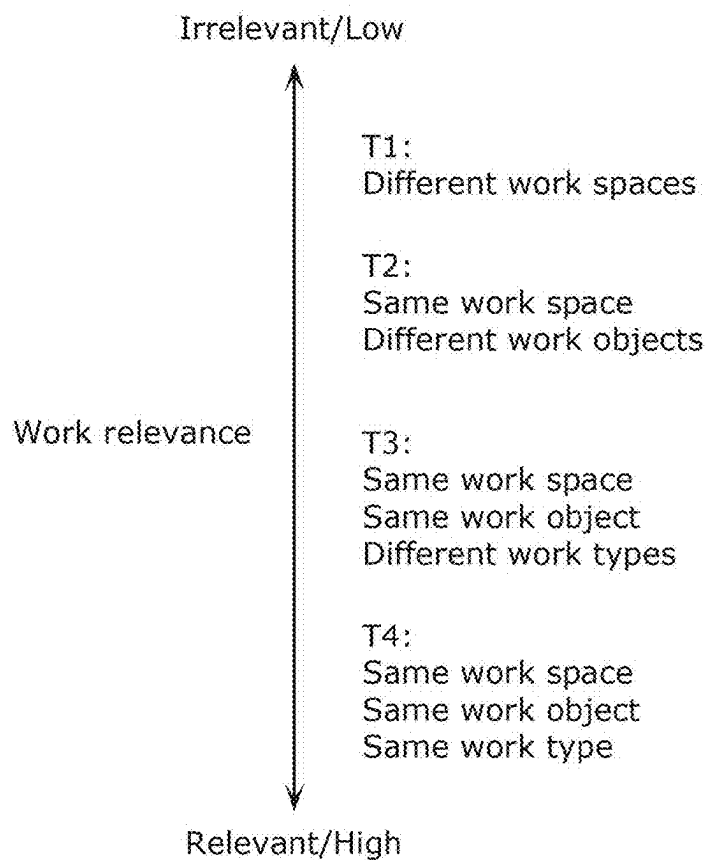 Irrelevant/Low
T1:
Different work spaces
T2:
Same work space
Different work objects
Work relevance
T3:
Same work space
Same work object
Different work types
T4:
Same work space
Same work object
Same work type
Relevant/High